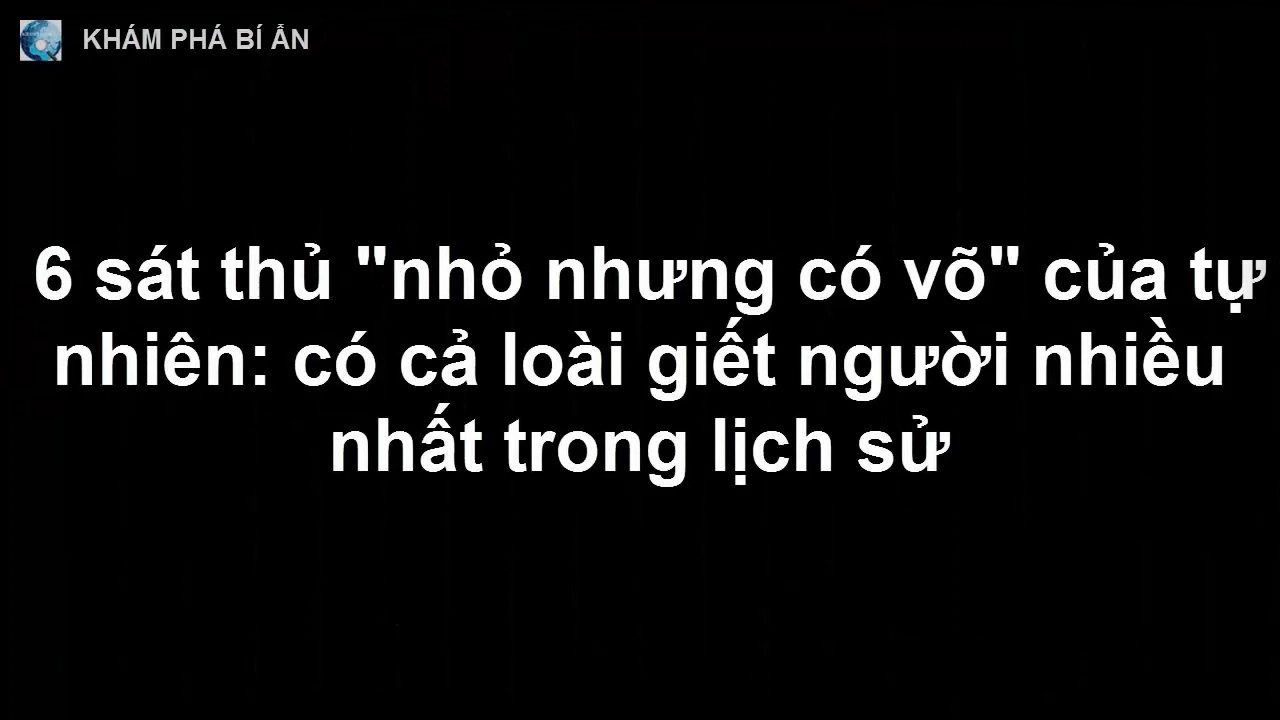 KHÁM PHÁ BÍ ẨN
6 sát thủ "nhỏ nhưng có võ" của tự
nhiên: có cả loài giết người nhiều
nhất trong lịch sử